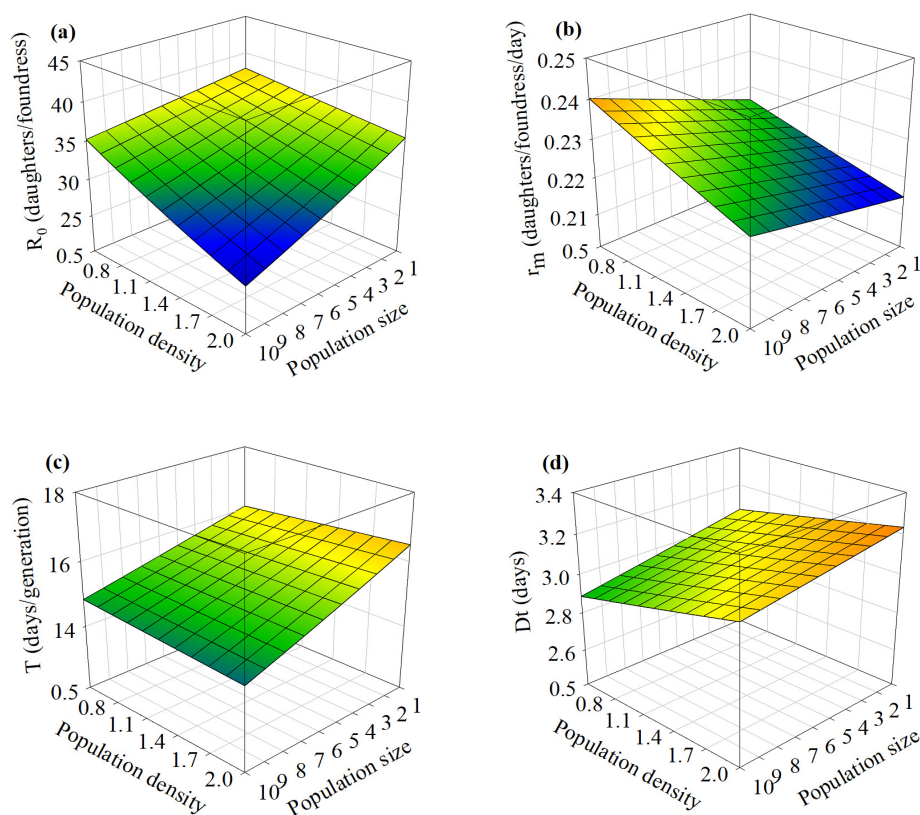 (a)
45
40
35
30
25
0.5
0.8
1.1
1.4
1.7
2.0
10 9 8 7 6 5 4 3 2 1
R0 (daughters/foundress)
Population density
Population size
(b)
0.25
0.24
0.23
0.22
0.21
0.5
0.8
1.1
1.4
1.7
2.0
10 9 8 7 6 5 4 3 2 1
rm (daughters/foundress/day)
Population density
Population size
(c)
18
16
14
0.5
0.8
1.1
1.4
1.7
2.0
10 9 8 7 6 5 4 3 2 1
T (days/generation)
Population density
Population size
(d)
3.4
3.2
3.0
2.8
2.6
0.5
0.8
1.1
1.4
1.7
2.0
10 9 8 7 6 5 4 3 2 1
Dt (days)
Population density
Population size